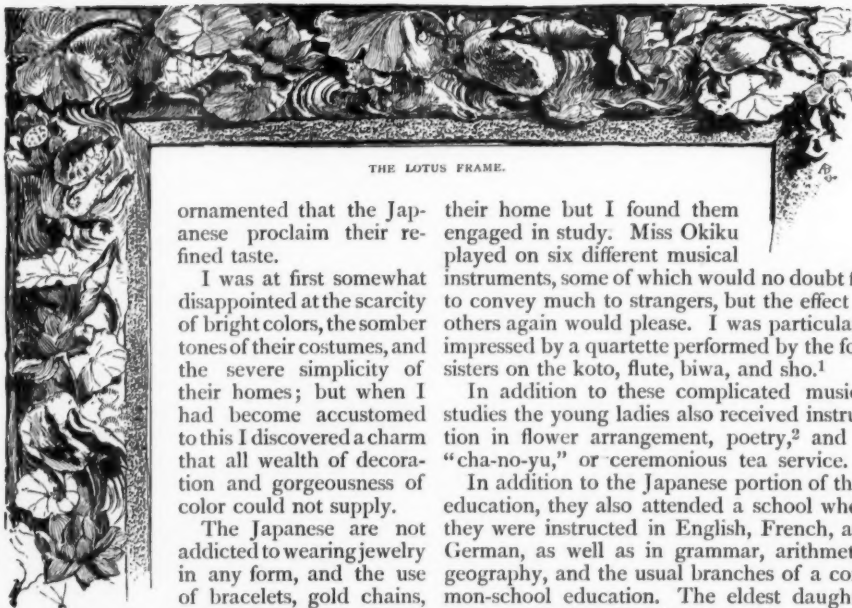 THE LOTUS FRAME.
ornamented that the Jap-
anese proclaim their re-
fined taste.
I was at first somewhat
disappointed at the scarcity
of bright colors, the somber
tones of their costumes, and
the severe simplicity of
their homes; but when I
had become accustomed
to this I discovered a charm
that all wealth of decora-
tion and gorgeousness of
color could not supply.
The Japanese are not
addicted to wearing jewelry
in any form, and the use
of bracelets, gold chains,
their home but I found them
engaged in study. Miss Okiku
played on six different musical
instruments, some of which would no doubt f
to convey much to strangers, but the effect
others again would please. I was particula
impressed by a quartette performed by the fo
sisters on the koto, flute, biwa, and sho.¹
In addition to these complicated music
studies the young ladies also received instru
tion in flower arrangement, poetry,² and
“cha-no-yu,” or ceremonious tea service.
In addition to the Japanese portion of th
education, they also attended a school whe
they were instructed in English, French, a
German, as well as in grammar, arithmet
geography, and the usual branches of a co
mon-school education. The eldest daugh